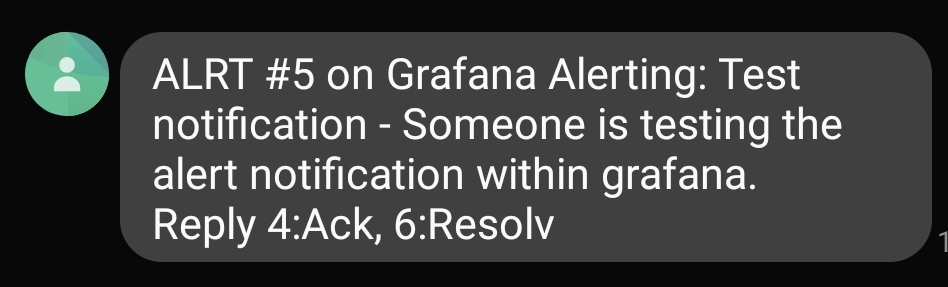 ALRT #5 on Grafana Alerting: Test
notification - Someone is testing the
alert notification within grafana.
Reply 4:Ack, 6:Resolv